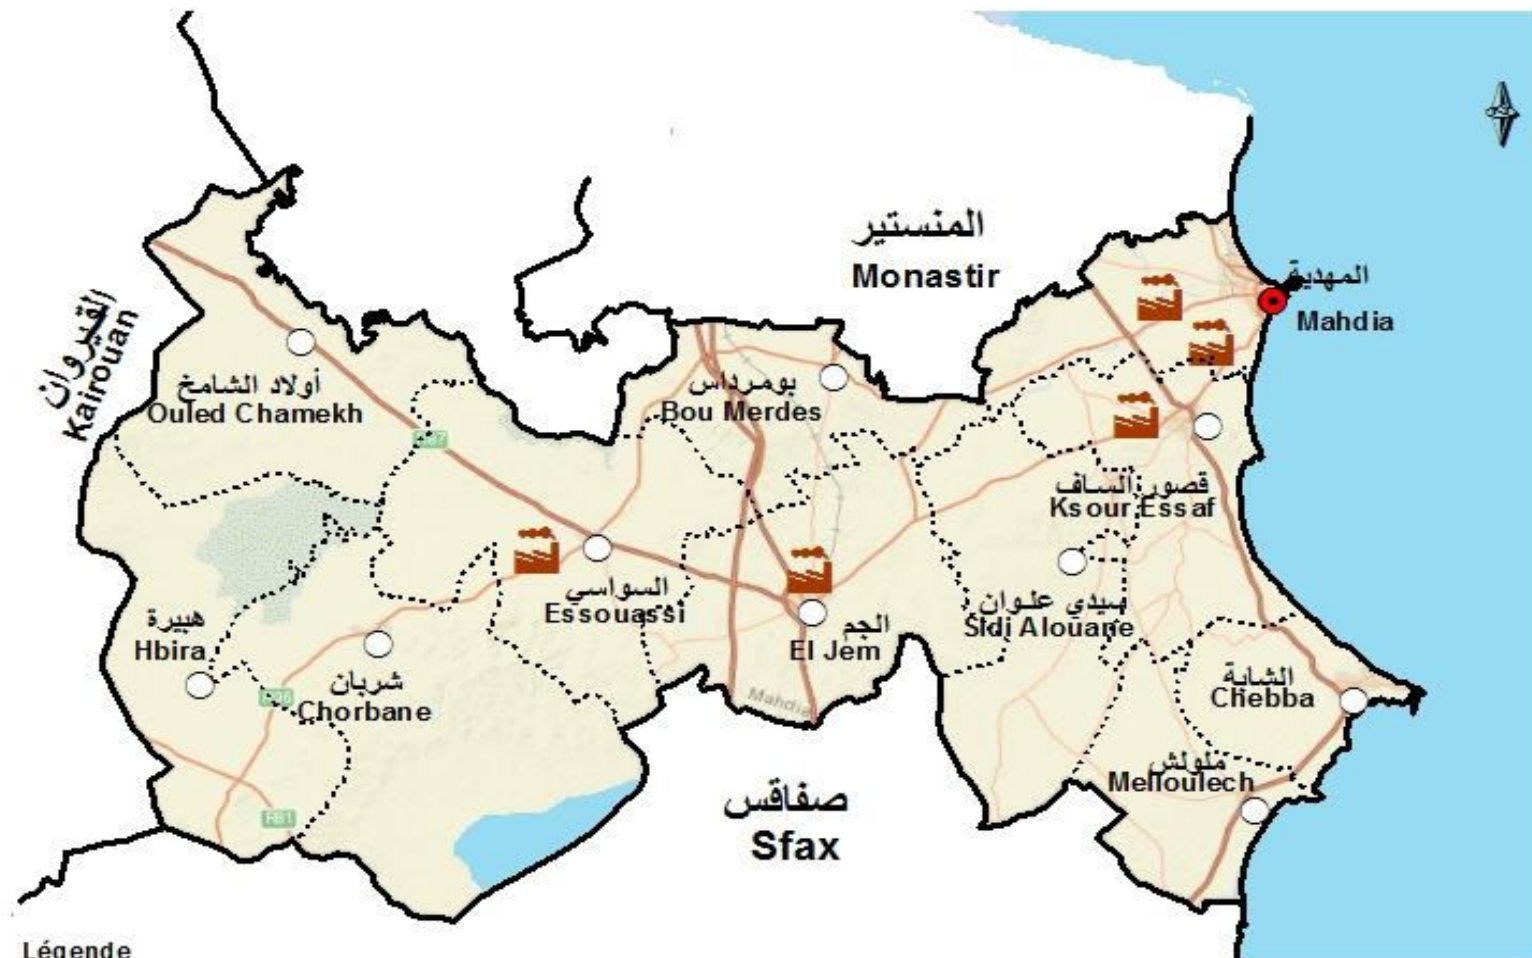 المنستير
Monastir
المهدية
Mahdia
القيروان
Kairouan
أولاد الشامخ
Ouled Chamekh
بومرداس
Bou Merdes
قصور الساف
Ksour Essaf
السواسي
Essouassi
هبيرة
Hbira
الجم
El Jem
سيدي علوان
Sidi Alouane
شربان
Chorbane
الشابة
Chebba
Mahdia
ملولش
Melloulech
صفاقس
Sfax
Légende